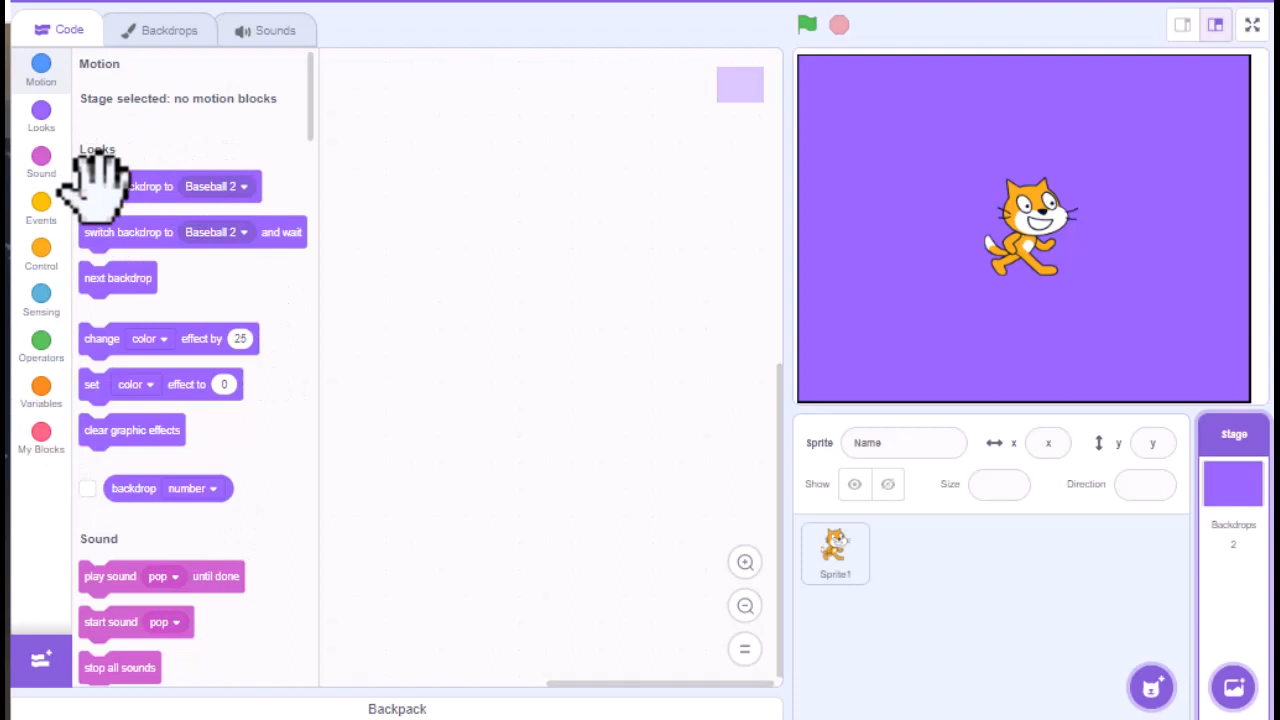 Code
Backdrops
Sounds
Motion
Looks
Sound
Events
Control
Sensing
Operators
Variables
My Blocks
Motion
Stage selected: no motion blocks
Looks
backdrop to Baseball 2
switch backdrop to Baseball 2 and wait
next backdrop
change color effect by 25
set color effect to 0
clear graphic effects
backdrop number
Sound
play sound pop until done
start sound pop
stop all sounds
Backpack
Sprite Name x x y y
Show Size Direction
Sprite1
Stage
Backdrops
2